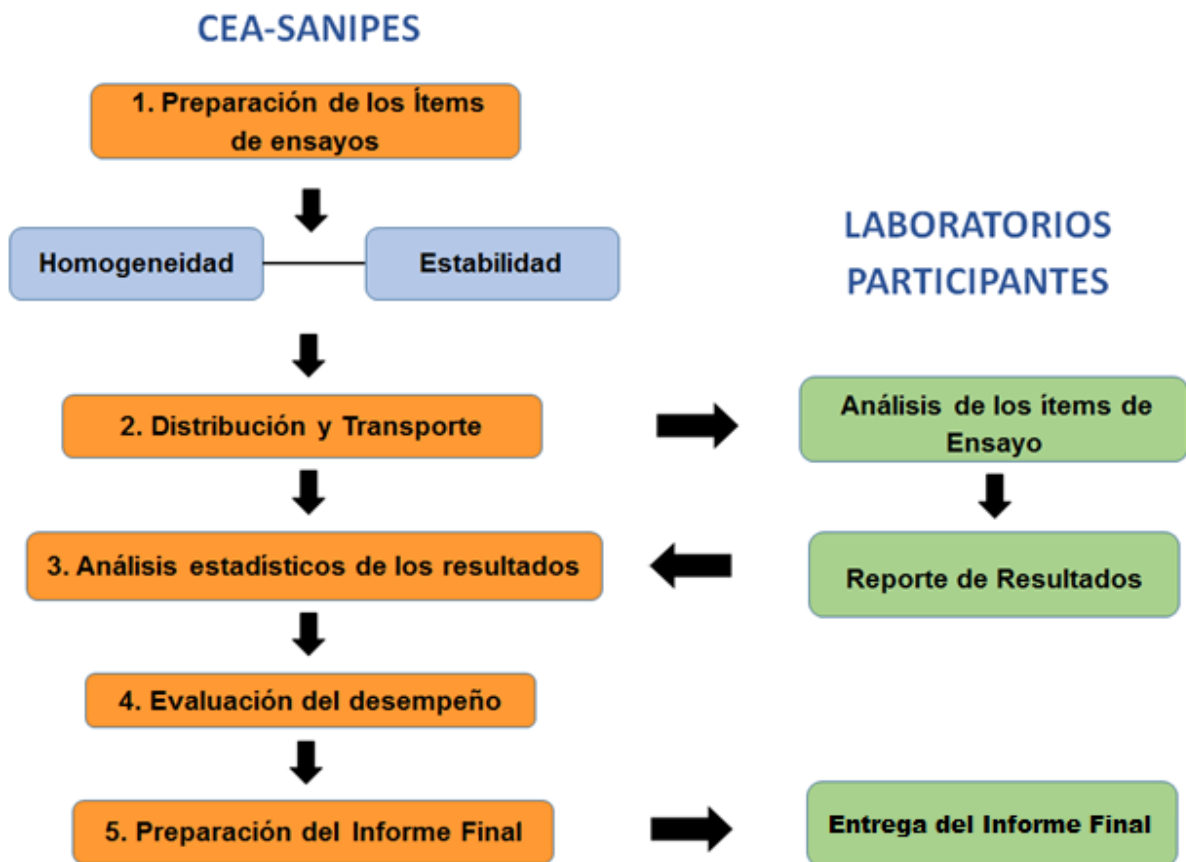 CEA-SANIPES
1. Preparación de los Ítems
de ensayos
Homogeneidad
Estabilidad
LABORATORIOS
PARTICIPANTES
2. Distribución y Transporte
Análisis de los ítems de
Ensayo
3. Análisis estadísticos de los resultados
Reporte de Resultados
4. Evaluación del desempeño
5. Preparación del Informe Final
Entrega del Informe Final